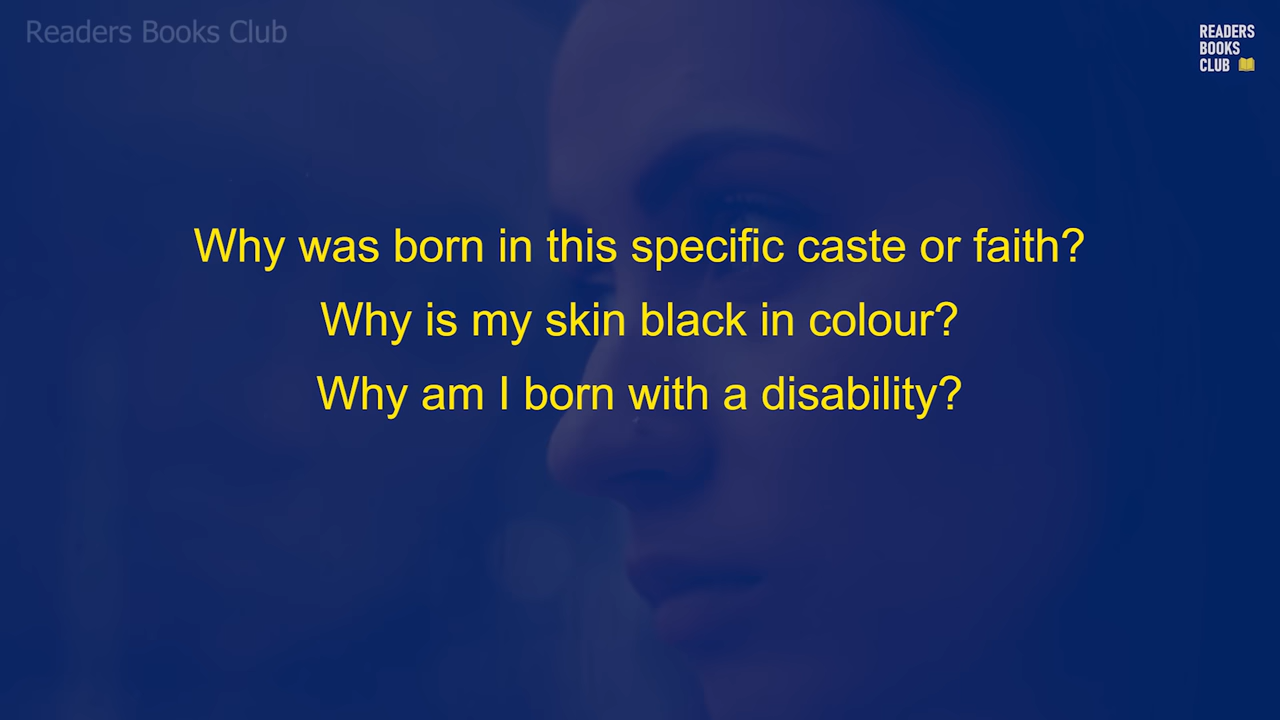 Readers Books Club
READERS
BOOKS
CLUB
Why was born in this specific caste or faith?
Why is my skin black in colour?
Why am I born with a disability?